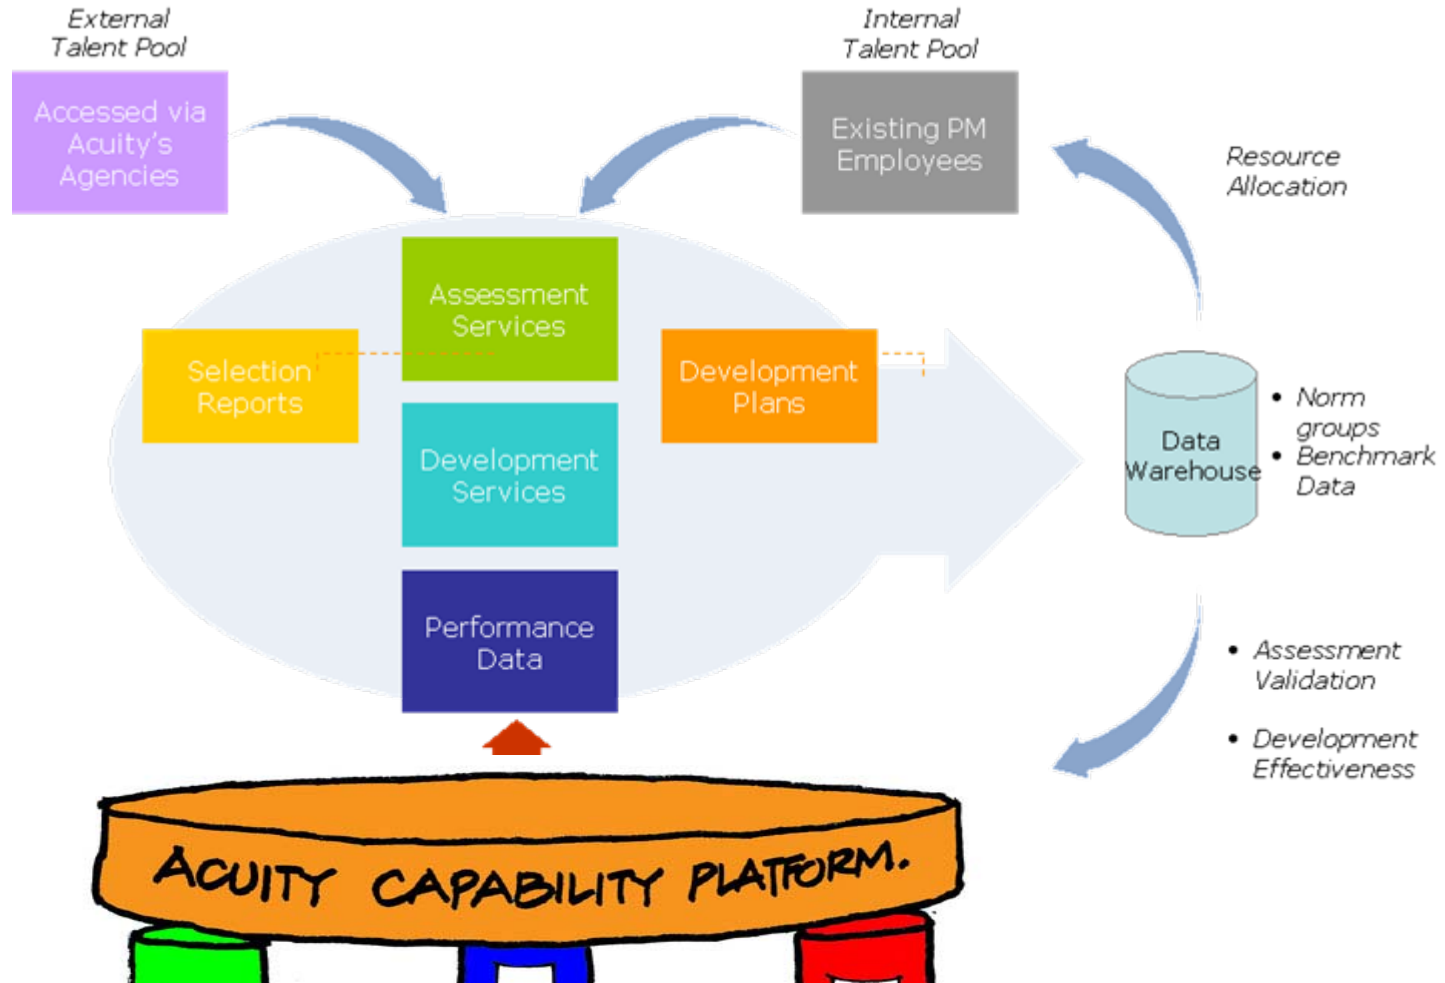 External
Talent Pool
Accessed via
Acuity's
Agencies
Internal
Talent Pool
Existing PM
Employees
Resource
Allocation
Assessment
Services
Selection
Reports
Development
Plans
Development
Services
Performance
Data
Data
Warehouse
• Norm
groups
• Benchmark
Data
• Assessment
Validation
• Development
Effectiveness
ACUITY CAPABILITY PLATFORM.